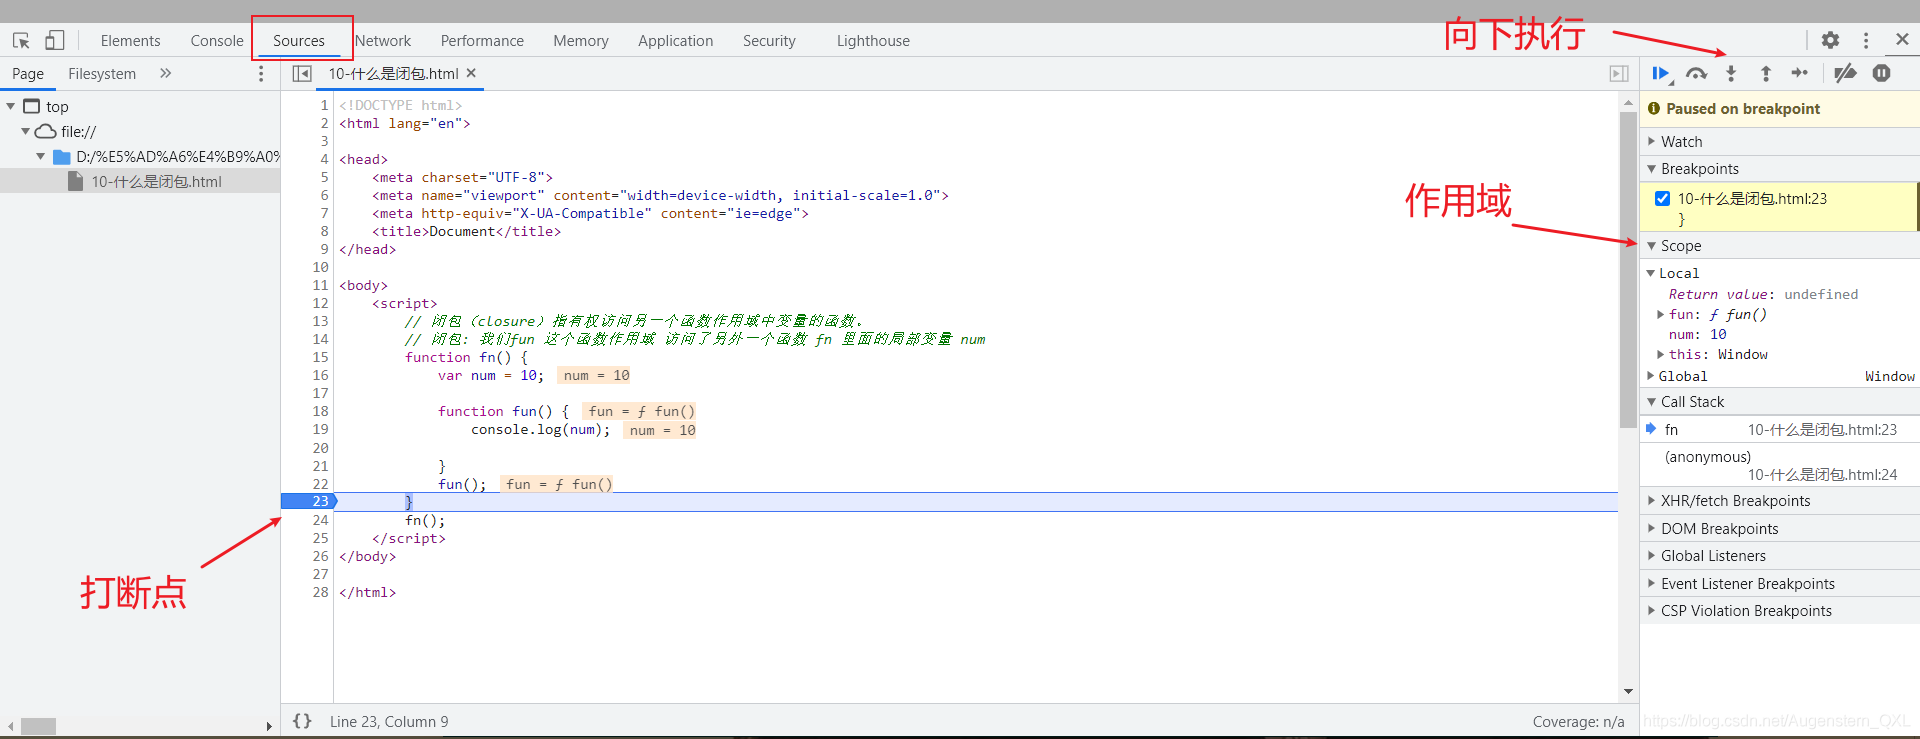 向下执行
Elements Console Sources Network Performance Memory Application Security Lighthouse
Page Filesystem »
10-什么是闭包.html ×
top
file://
D:/%E5%AD%A6%E4%B9%A0%
10-什么是闭包.html
1 <!DOCTYPE html>
2 <html lang="en">
3
4 <head>
5 <meta charset="UTF-8">
6 <meta name="viewport" content="width=device-width, initial-scale=1.0">
7 <meta http-equiv="X-UA-Compatible" content="ie=edge">
8 <title>Document</title>
9 </head>
10
11 <body>
12 <script>
13 // 闭包（closure）指有权访问另一个函数作用域中变量的函数。
14 // 闭包: 我们fun 这个函数作用域 访问了另外一个函数 fn 里面的局部变量 num
15 function fn() {
16 var num = 10; num = 10
17
18 function fun() { fun = ƒ fun()
19 console.log(num); num = 10
20
21 }
22 fun(); fun = ƒ fun()
23 }
24 fn();
25 </script>
26 </body>
27
28 </html>
打断点
作用域
{} Line 23, Column 9
Coverage: n/a
Paused on breakpoint
Watch
Breakpoints
10-什么是闭包.html:23
}
Scope
Local
Return value: undefined
fun: ƒ fun()
num: 10
this: Window
Global Window
Call Stack
fn 10-什么是闭包.html:23
(anonymous)
10-什么是闭包.html:24
XHR/fetch Breakpoints
DOM Breakpoints
Global Listeners
Event Listener Breakpoints
CSP Violation Breakpoints
https://blog.csdn.net/Augenstern_QXL